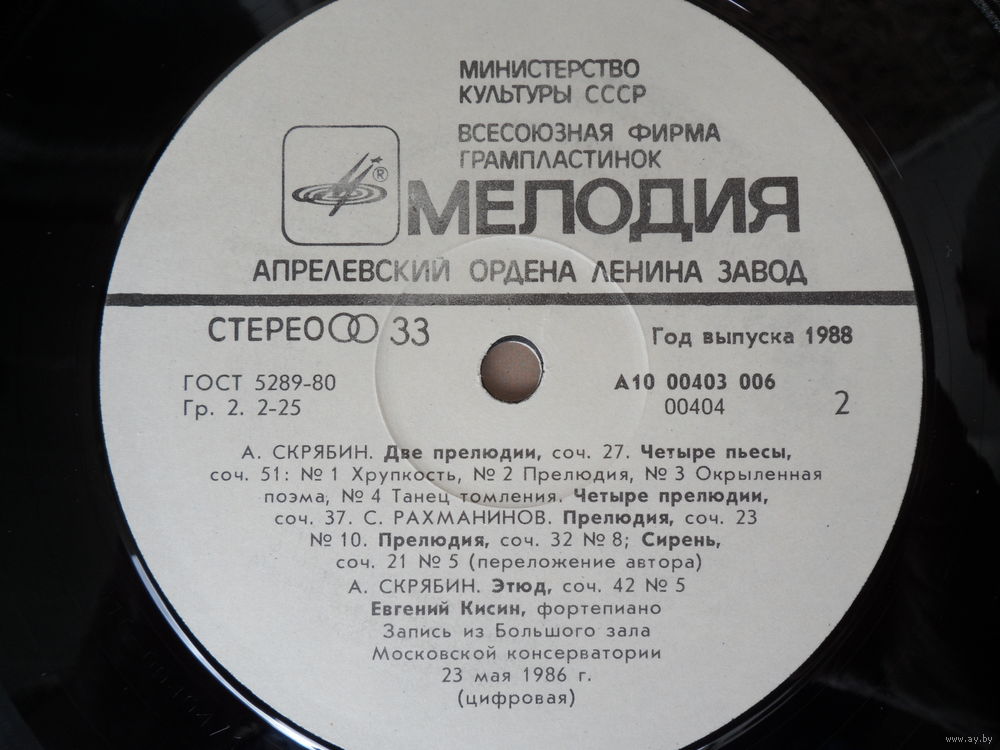 МИНИСТЕРСТВО
КУЛЬТУРЫ СССР
ВСЕСОЮЗНАЯ ФИРМА
ГРАМПЛАСТИНОК
®
МЕЛОДИЯ
АПРЕЛЕВСКИЙ ОРДЕНА ЛЕНИНА ЗАВОД
СТЕРЕО 33
Год выпуска 1988
ГОСТ 5289-80
Гр. 2. 2-25
А10 00403 006
00404
2
А. СКРЯБИН. Две прелюдии, соч. 27. Четыре пьесы,
соч. 51: № 1 Хрупкость, № 2 Прелюдия, № 3 Окрыленная
поэма, № 4 Танец томления. Четыре прелюдии,
соч. 37. С. РАХМАНИНОВ. Прелюдия, соч. 23
№ 10. Прелюдия, соч. 32 № 8; Сирень,
соч. 21 № 5 (переложение автора)
А. СКРЯБИН. Этюд, соч. 42 № 5
Евгений Кисин, фортепиано
Запись из Большого зала
Московской консерватории
23 мая 1986 г.
(цифровая)
www.ay.by